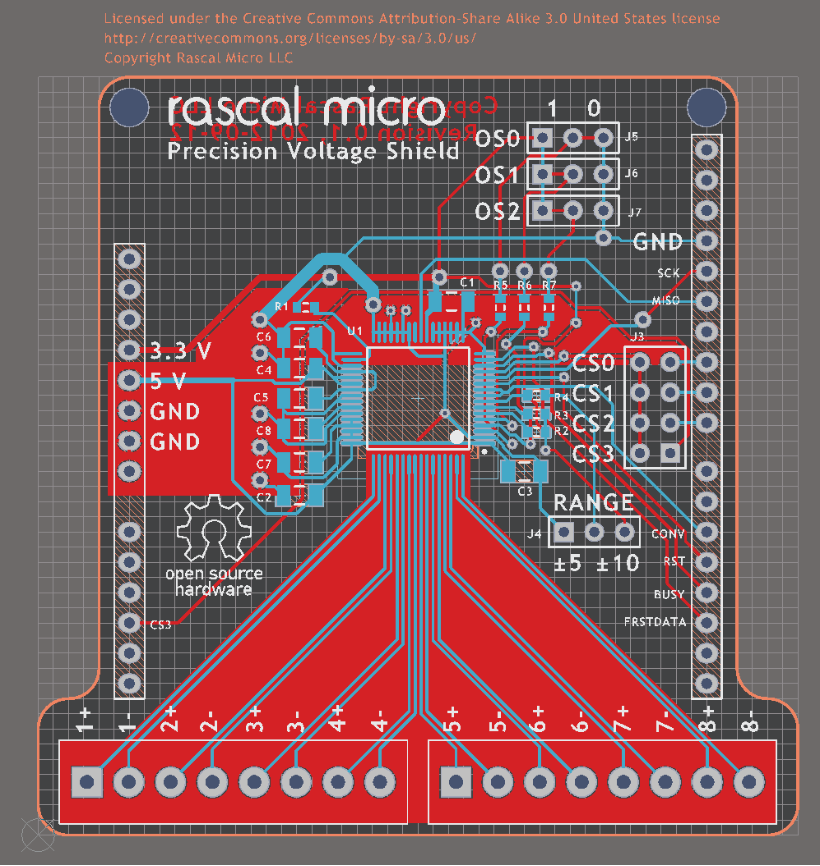 Licensed under the Creative Commons Attribution-Share Alike 3.0 United States license
http://creativecommons.org/licenses/by-sa/3.0/us/
Copyright Rascal Micro LLC
rascal micro
Copyright Rascal Micro LLC
Revision 0.1, 2012-09-12
Precision Voltage Shield
1 0
OS0 J5
OS1 J6
OS2 J7
GND
SCK
MISO
C1 R5 R6 R7
R1
U1
J3
C6
3.3 V
CS0
C4
5 V
CS1
C5
R4
GND
R3
CS2
C8
R2
GND
CS3
C7
C3
C2
RANGE
J4
CONV
±5 ±10
RST
open source
hardware
BUSY
CS3
FRSTDATA
1+ 1- 2+ 2- 3+ 3- 4+ 4- 5+ 5- 6+ 6- 7+ 7- 8+ 8-